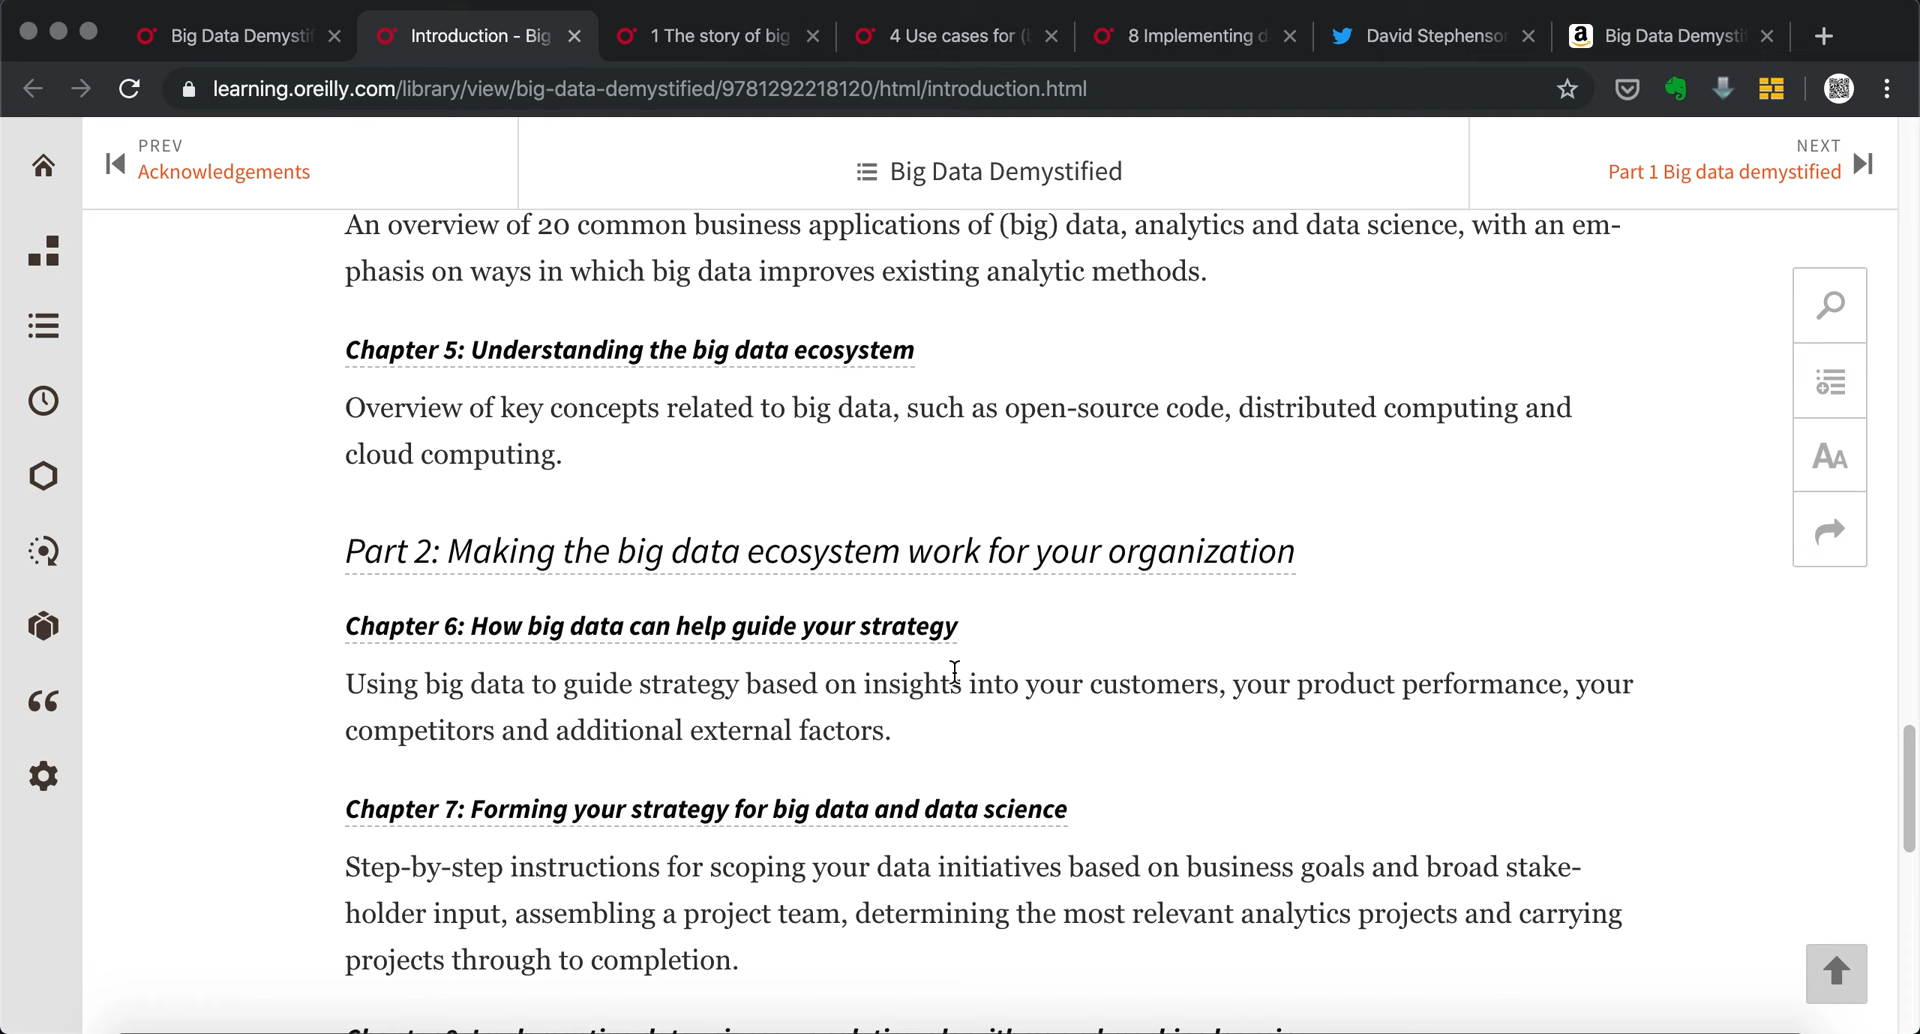 Big Data Demystif
Introduction - Big
1 The story of big
4 Use cases for (b
8 Implementing d
David Stephenson
Big Data Demystif
learning.oreilly.com/library/view/big-data-demystified/9781292218120/html/introduction.html
PREV
Acknowledgements
Big Data Demystified
NEXT
Part 1 Big data demystified
An overview of 20 common business applications of (big) data, analytics and data science, with an em-
phasis on ways in which big data improves existing analytic methods.
Chapter 5: Understanding the big data ecosystem
Overview of key concepts related to big data, such as open-source code, distributed computing and
cloud computing.
Part 2: Making the big data ecosystem work for your organization
Chapter 6: How big data can help guide your strategy
Using big data to guide strategy based on insights into your customers, your product performance, your
competitors and additional external factors.
Chapter 7: Forming your strategy for big data and data science
Step-by-step instructions for scoping your data initiatives based on business goals and broad stake-
holder input, assembling a project team, determining the most relevant analytics projects and carrying
projects through to completion.